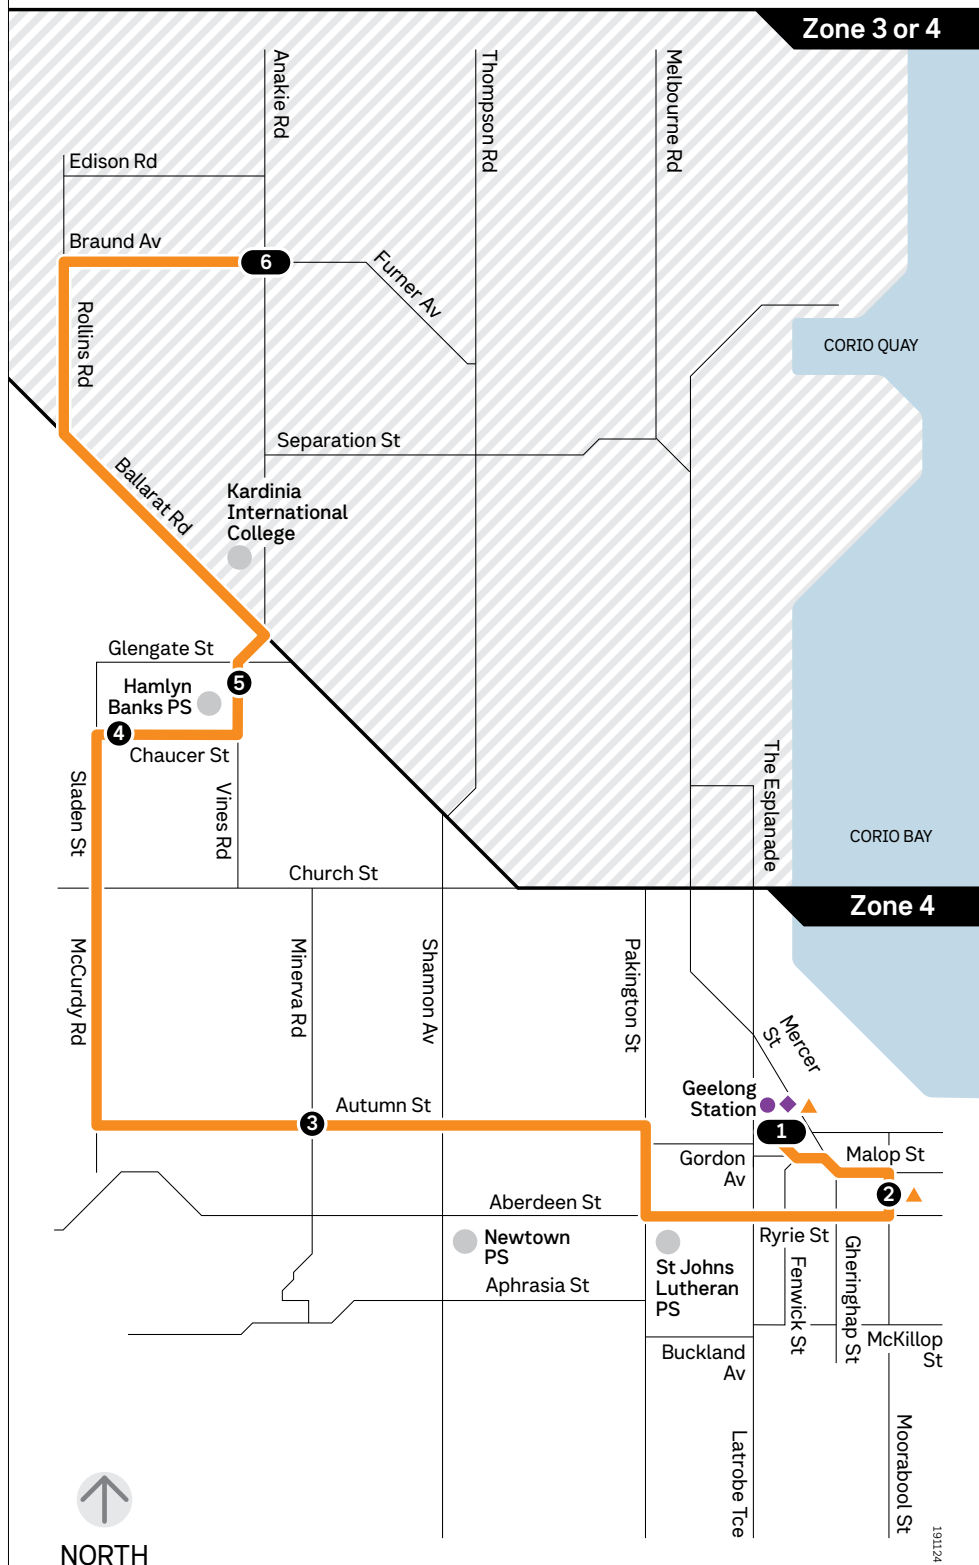 Zone 3 or 4
Anakie Rd
Thompson Rd
Melbourne Rd
Edison Rd
Braund Av
6
Furner Av
Rollins Rd
CORIO QUAY
Separation St
Ballarat Rd
Kardinia
International
College
Glengate St
5
Hamlyn
Banks PS
4
Chaucer St
The Esplanade
Sladen St
Vines Rd
CORIO BAY
Church St
Zone 4
McCurdy Rd
Minerva Rd
Shannon Av
Pakington St
Mercer
St
Geelong
Station
Autumn St
3
1
Malop St
Gordon
Av
2
Aberdeen St
Ryrie St
Newtown
PS
St Johns
Lutheran
PS
Fenwick St
Gheringhap St
Aphrasia St
McKillop
St
Buckland
Av
Latrobe Tce
Moorabool St
NORTH
191124